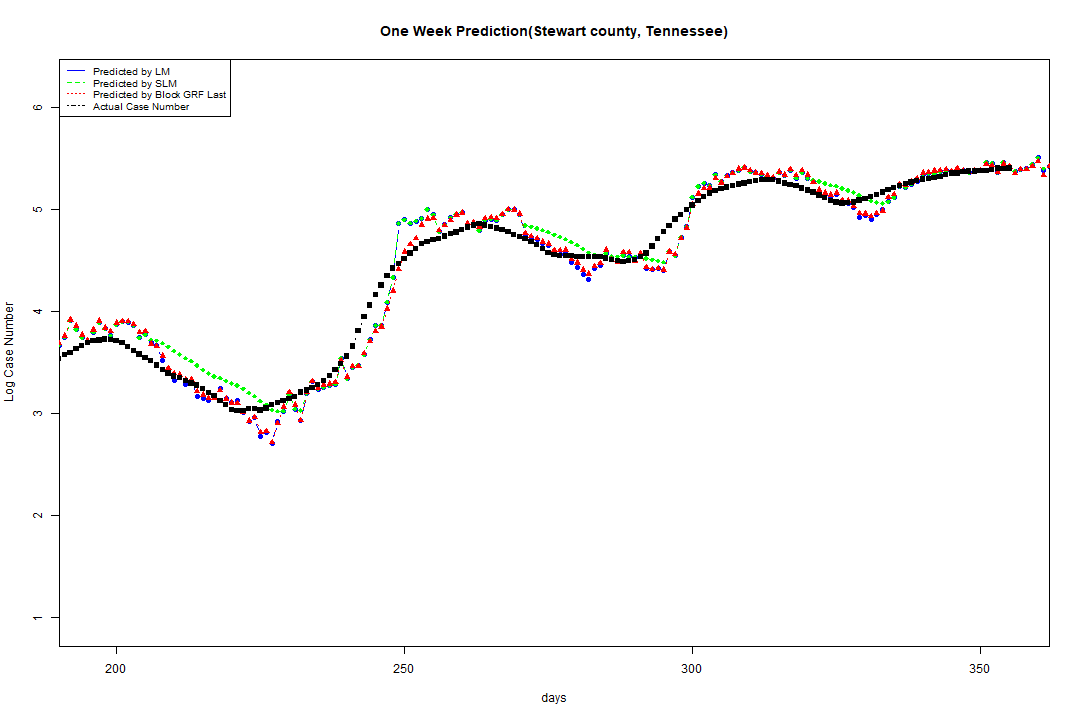 One Week Prediction(Stewart county, Tennessee)
Predicted by LM
Predicted by SLM
Predicted by Block GRF Last
Actual Case Number
6
5
4
3
2
1
Log Case Number
200 250 300 350
days